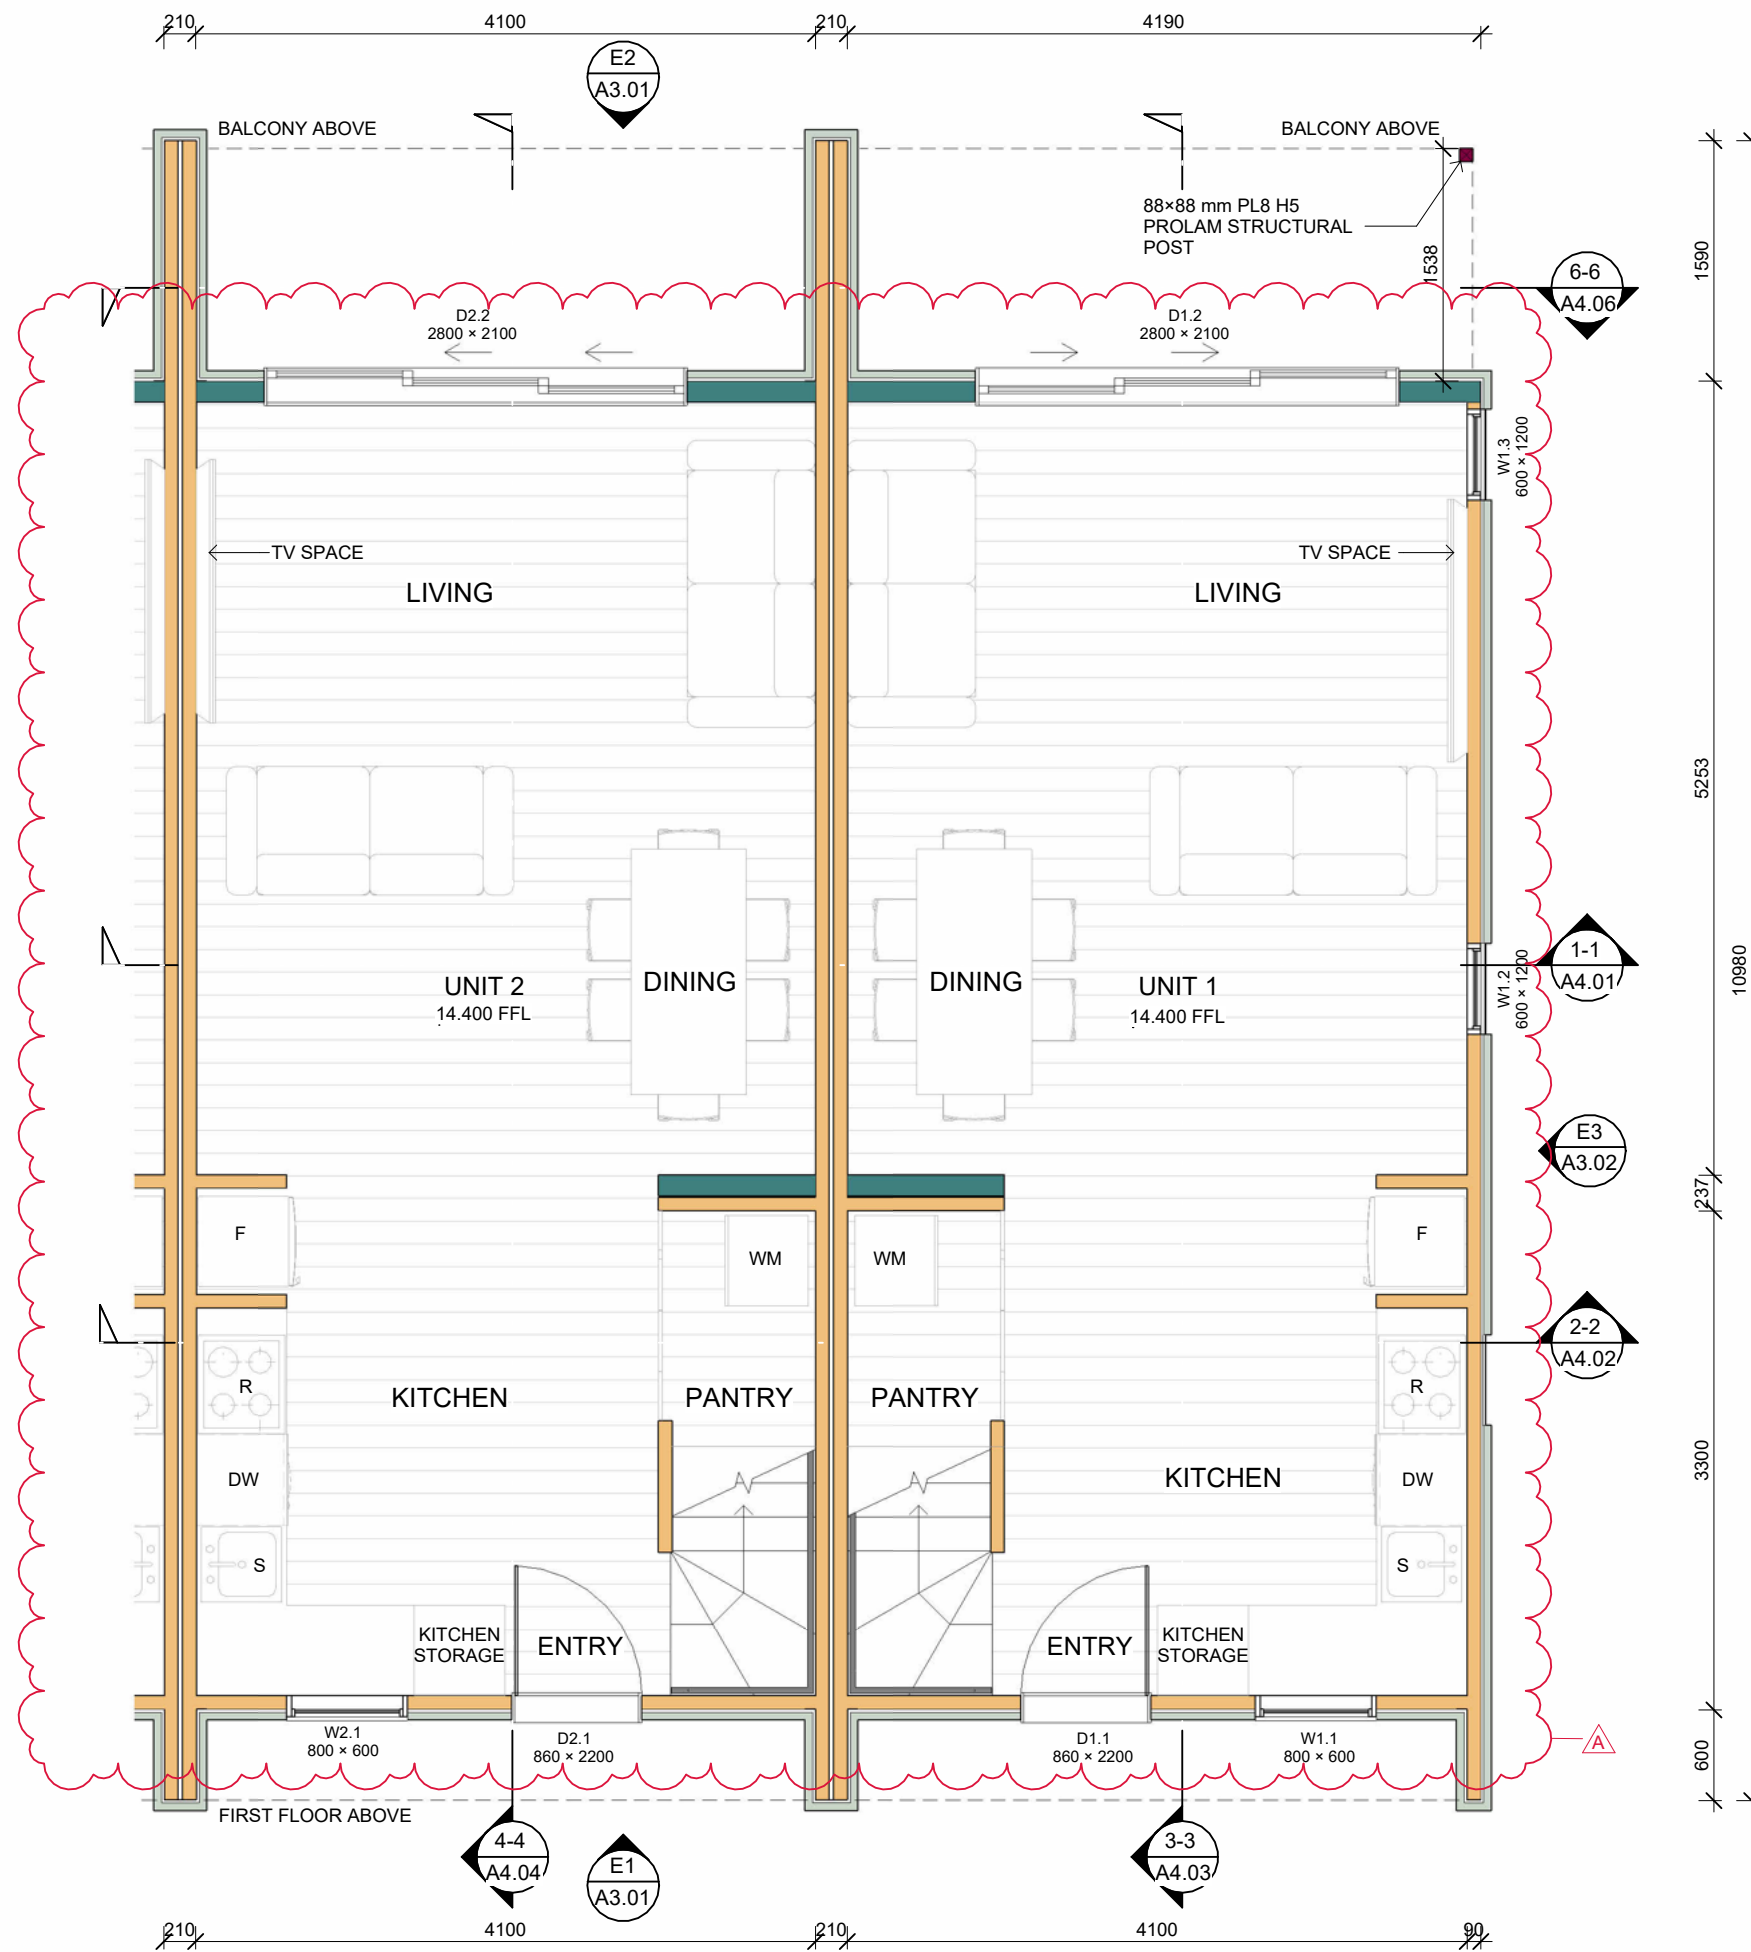 210
4100
210
4190
E2
A3.01
BALCONY ABOVE
BALCONY ABOVE
88×88 mm PL8 H5
PROLAM STRUCTURAL
POST
1538
1590
6-6
A4.06
D2.2
2800 × 2100
D1.2
2800 × 2100
W1.3
600 × 1200
TV SPACE
TV SPACE
LIVING
LIVING
5253
10980
UNIT 2
14.400 FFL
DINING
DINING
UNIT 1
14.400 FFL
W1.2
600 × 1200
1-1
A4.01
E3
A3.02
237
F
WM
WM
F
2-2
A4.02
R
KITCHEN
PANTRY
PANTRY
R
DW
KITCHEN
DW
3300
S
S
KITCHEN
STORAGE
ENTRY
ENTRY
KITCHEN
STORAGE
W2.1
800 × 600
D2.1
860 × 2200
D1.1
860 × 2200
W1.1
800 × 600
A
600
FIRST FLOOR ABOVE
4-4
A4.04
E1
A3.01
3-3
A4.03
210
4100
210
4100
90